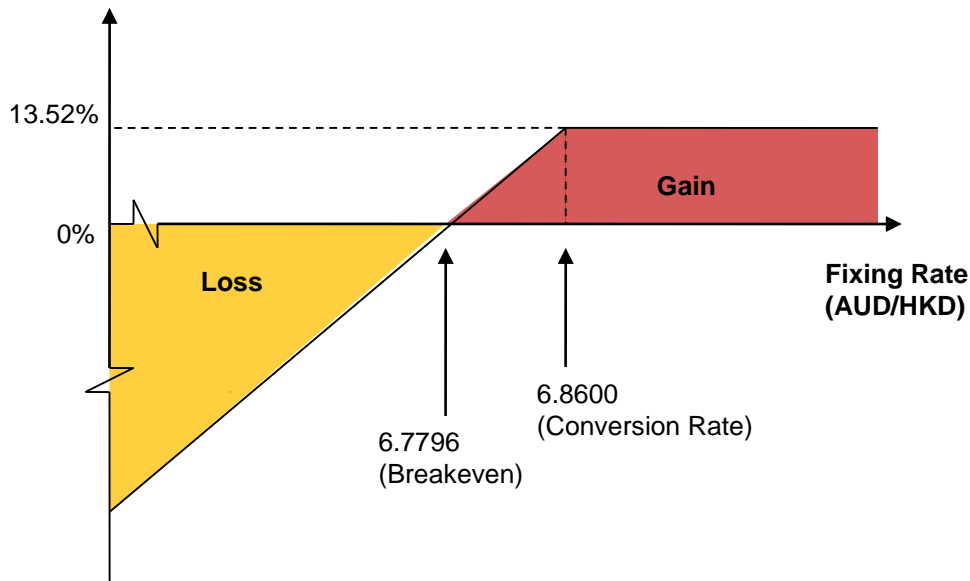 13.52%
Gain
0%
Loss
Fixing Rate
(AUD/HKD)
6.8600
(Conversion Rate)
6.7796
(Breakeven)